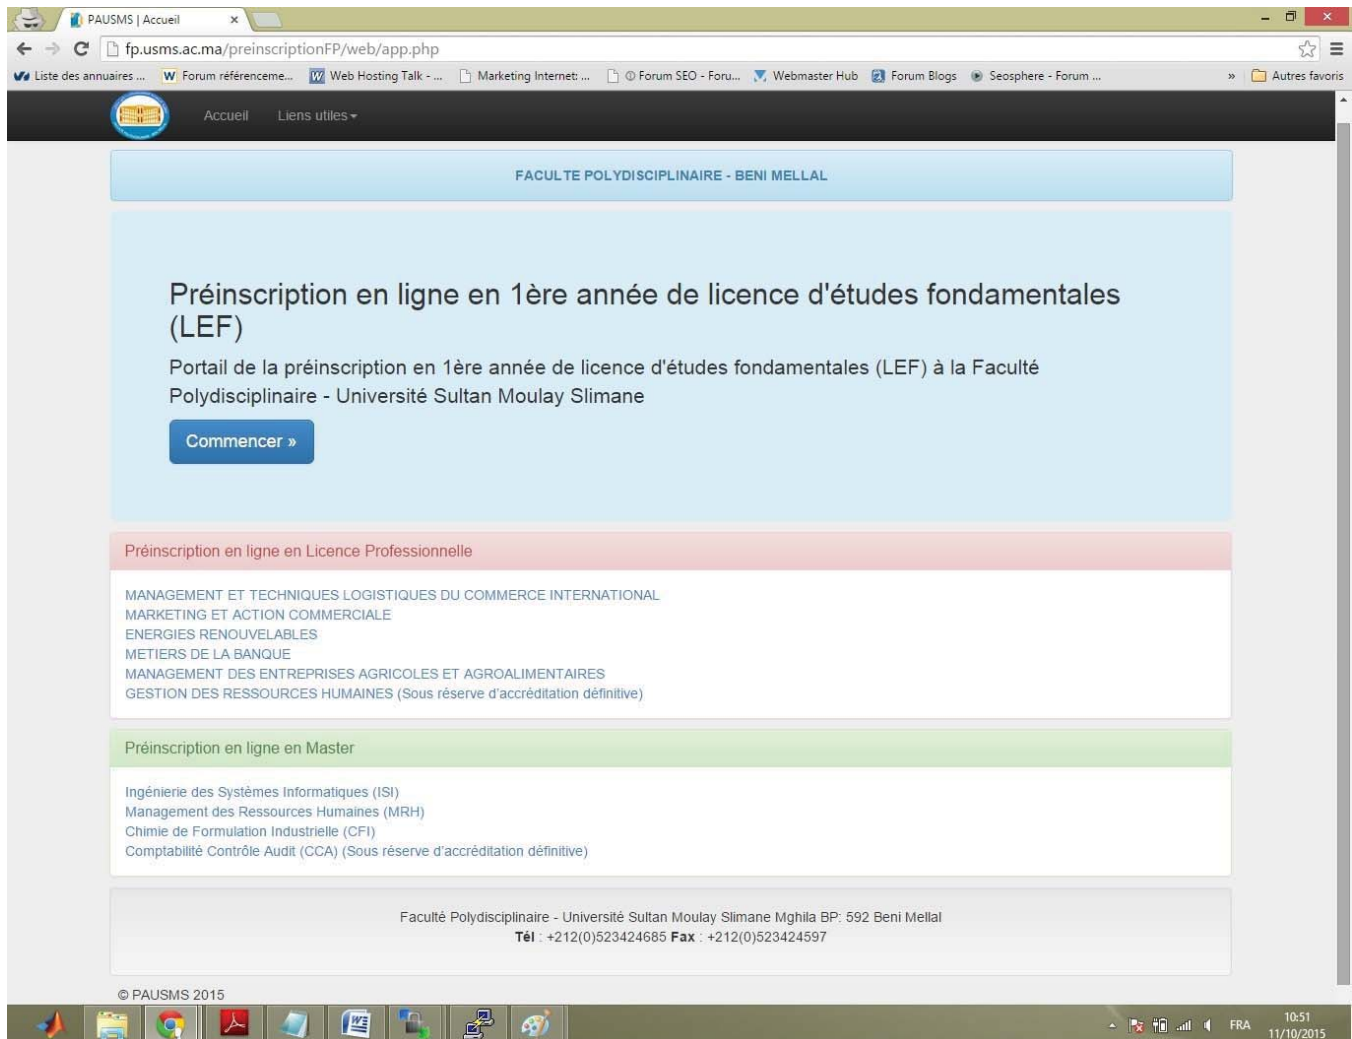 PAUSMS | Accueil
fp.usms.ac.ma/preinscriptionFP/web/app.php
Liste des annuaires ... Forum référenceme... Web Hosting Talk - ... Marketing Internet: ... Forum SEO - Foru... Webmaster Hub Forum Blogs Seosphere - Forum ... » Autres favoris
Accueil Liens utiles
FACULTE POLYDISCIPLINAIRE - BENI MELLAL
Préinscription en ligne en 1ère année de licence d'études fondamentales
(LEF)
Portail de la préinscription en 1ère année de licence d'études fondamentales (LEF) à la Faculté
Polydisciplinaire - Université Sultan Moulay Slimane
Commencer »
Préinscription en ligne en Licence Professionnelle
MANAGEMENT ET TECHNIQUES LOGISTIQUES DU COMMERCE INTERNATIONAL
MARKETING ET ACTION COMMERCIALE
ENERGIES RENOUVELABLES
METIERS DE LA BANQUE
MANAGEMENT DES ENTREPRISES AGRICOLES ET AGROALIMENTAIRES
GESTION DES RESSOURCES HUMAINES (Sous réserve d'accréditation définitive)
Préinscription en ligne en Master
Ingénierie des Systèmes Informatiques (ISI)
Management des Ressources Humaines (MRH)
Chimie de Formulation Industrielle (CFI)
Comptabilité Contrôle Audit (CCA) (Sous réserve d'accréditation définitive)
Faculté Polydisciplinaire - Université Sultan Moulay Slimane Mghila BP: 592 Beni Mellal
Tél : +212(0)523424685 Fax : +212(0)523424597
© PAUSMS 2015
FRA 10:51
11/10/2015